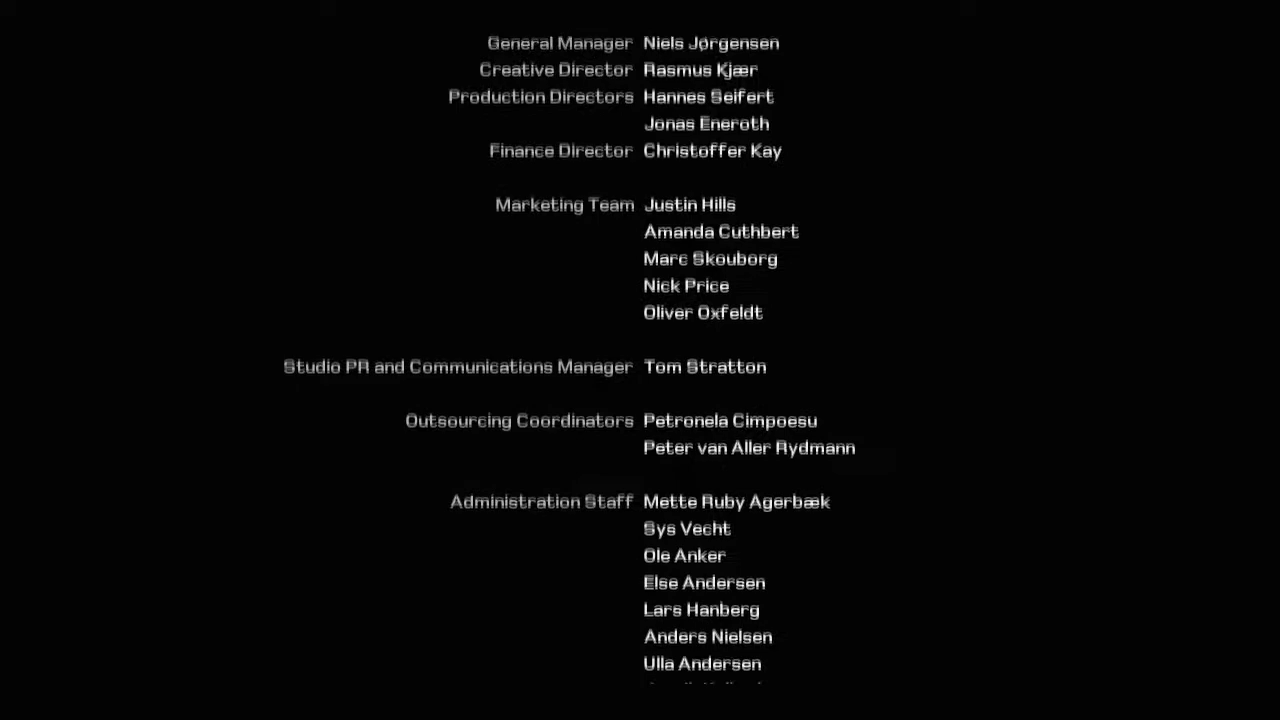 General Manager Niels Jørgensen
Creative Director Rasmus Kjær
Production Directors Hannes Seifert
Jonas Eneroth
Finance Director Christoffer Kay
Marketing Team Justin Hills
Amanda Cuthbert
Marc Skouborg
Nick Price
Oliver Oxfeldt
Studio PR and Communications Manager Tom Stratton
Outsourcing Coordinators Petronela Cimpoesu
Peter van Aller Rydmann
Administration Staff Mette Ruby Agerbæk
Sys Vecht
Ole Anker
Else Andersen
Lars Hanberg
Anders Nielsen
Ulla Andersen